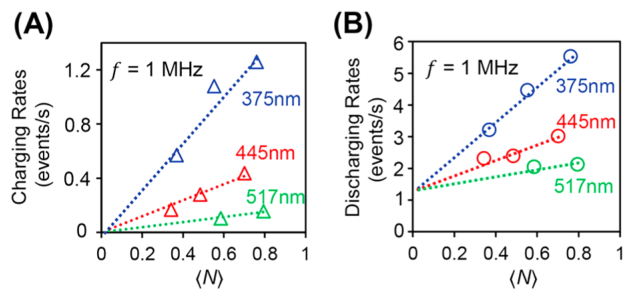 (A)
Charging Rates
(events/s)
1.2
0.8
0.4
0
f = 1 MHz
375nm
445nm
517nm
0 0.2 0.4 0.6 0.8 1
⟨N⟩
(B)
Discharging Rates
(events/s)
6
5
4
3
2
1
0
f = 1 MHz
375nm
445nm
517nm
0 0.2 0.4 0.6 0.8 1
⟨N⟩